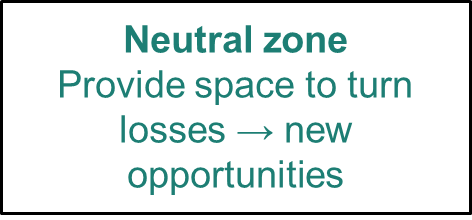 Neutral zone
Provide space to turn
losses → new
opportunities